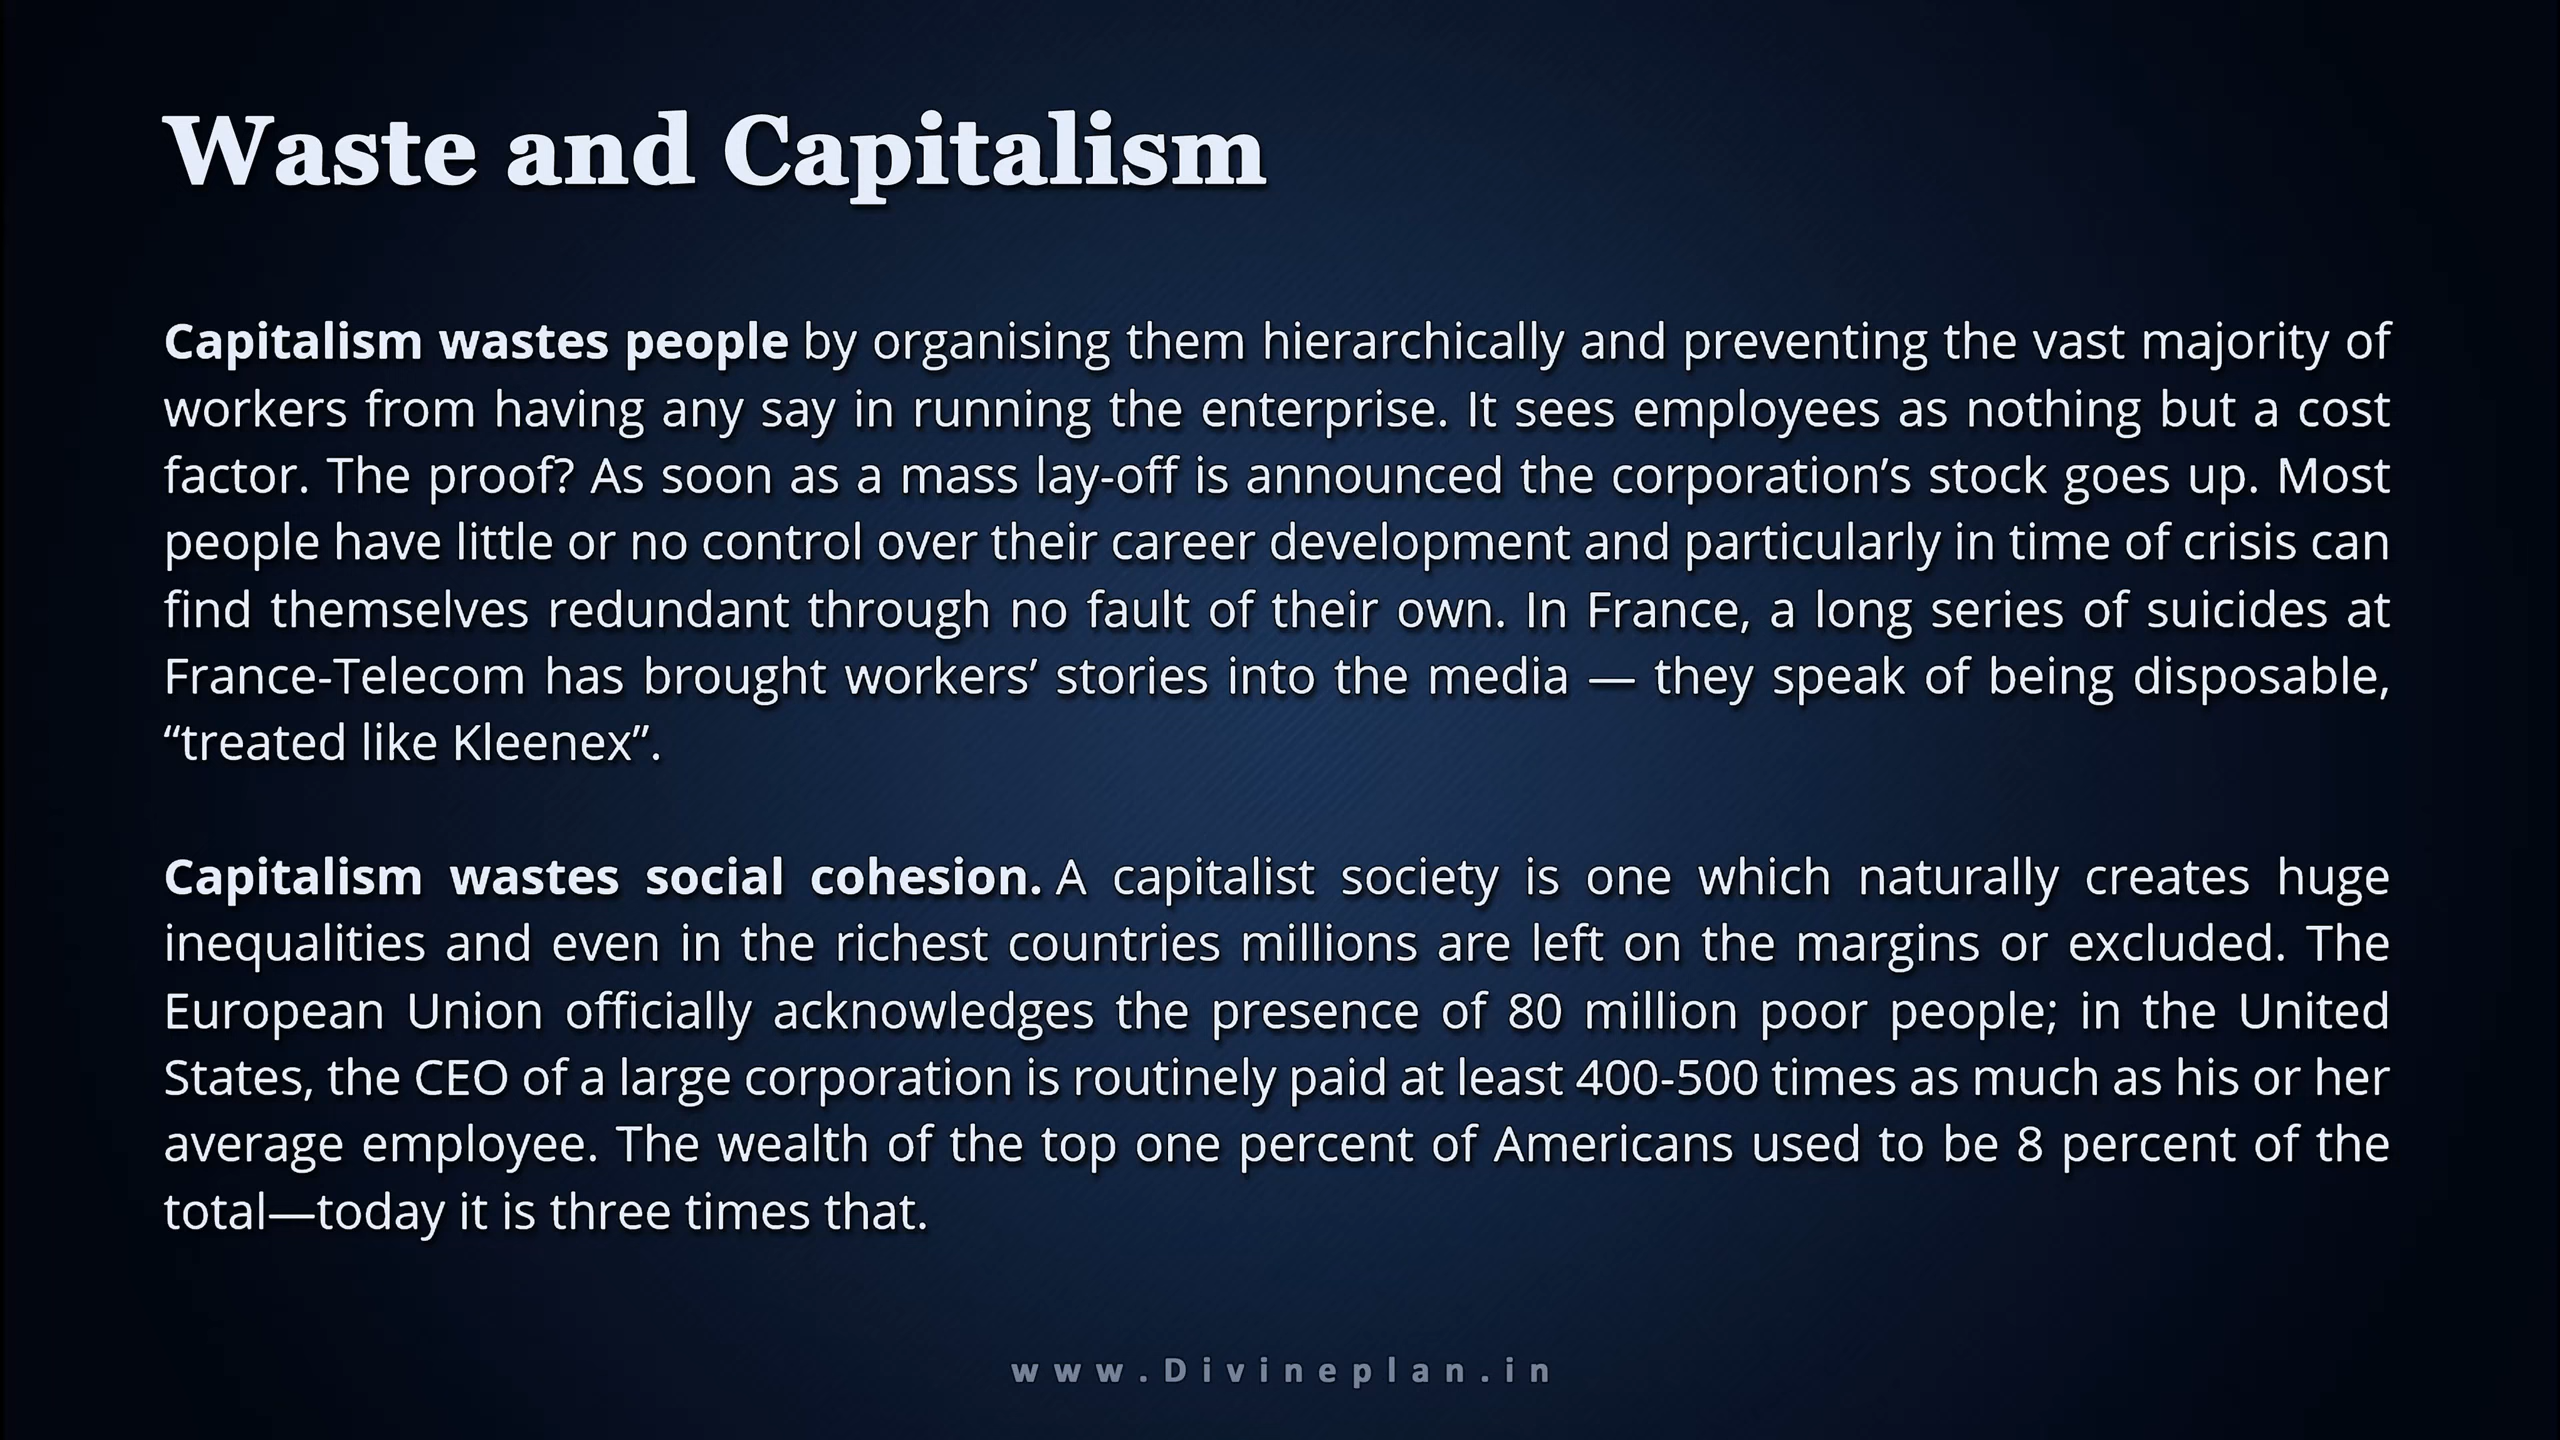 Waste and Capitalism
Capitalism wastes people by organising them hierarchically and preventing the vast majority of
workers from having any say in running the enterprise. It sees employees as nothing but a cost
factor. The proof? As soon as a mass lay-off is announced the corporation’s stock goes up. Most
people have little or no control over their career development and particularly in time of crisis can
find themselves redundant through no fault of their own. In France, a long series of suicides at
France-Telecom has brought workers’ stories into the media — they speak of being disposable,
“treated like Kleenex”.
Capitalism wastes social cohesion. A capitalist society is one which naturally creates huge
inequalities and even in the richest countries millions are left on the margins or excluded. The
European Union officially acknowledges the presence of 80 million poor people; in the United
States, the CEO of a large corporation is routinely paid at least 400-500 times as much as his or her
average employee. The wealth of the top one percent of Americans used to be 8 percent of the
total—today it is three times that.
www.Divineplan.in